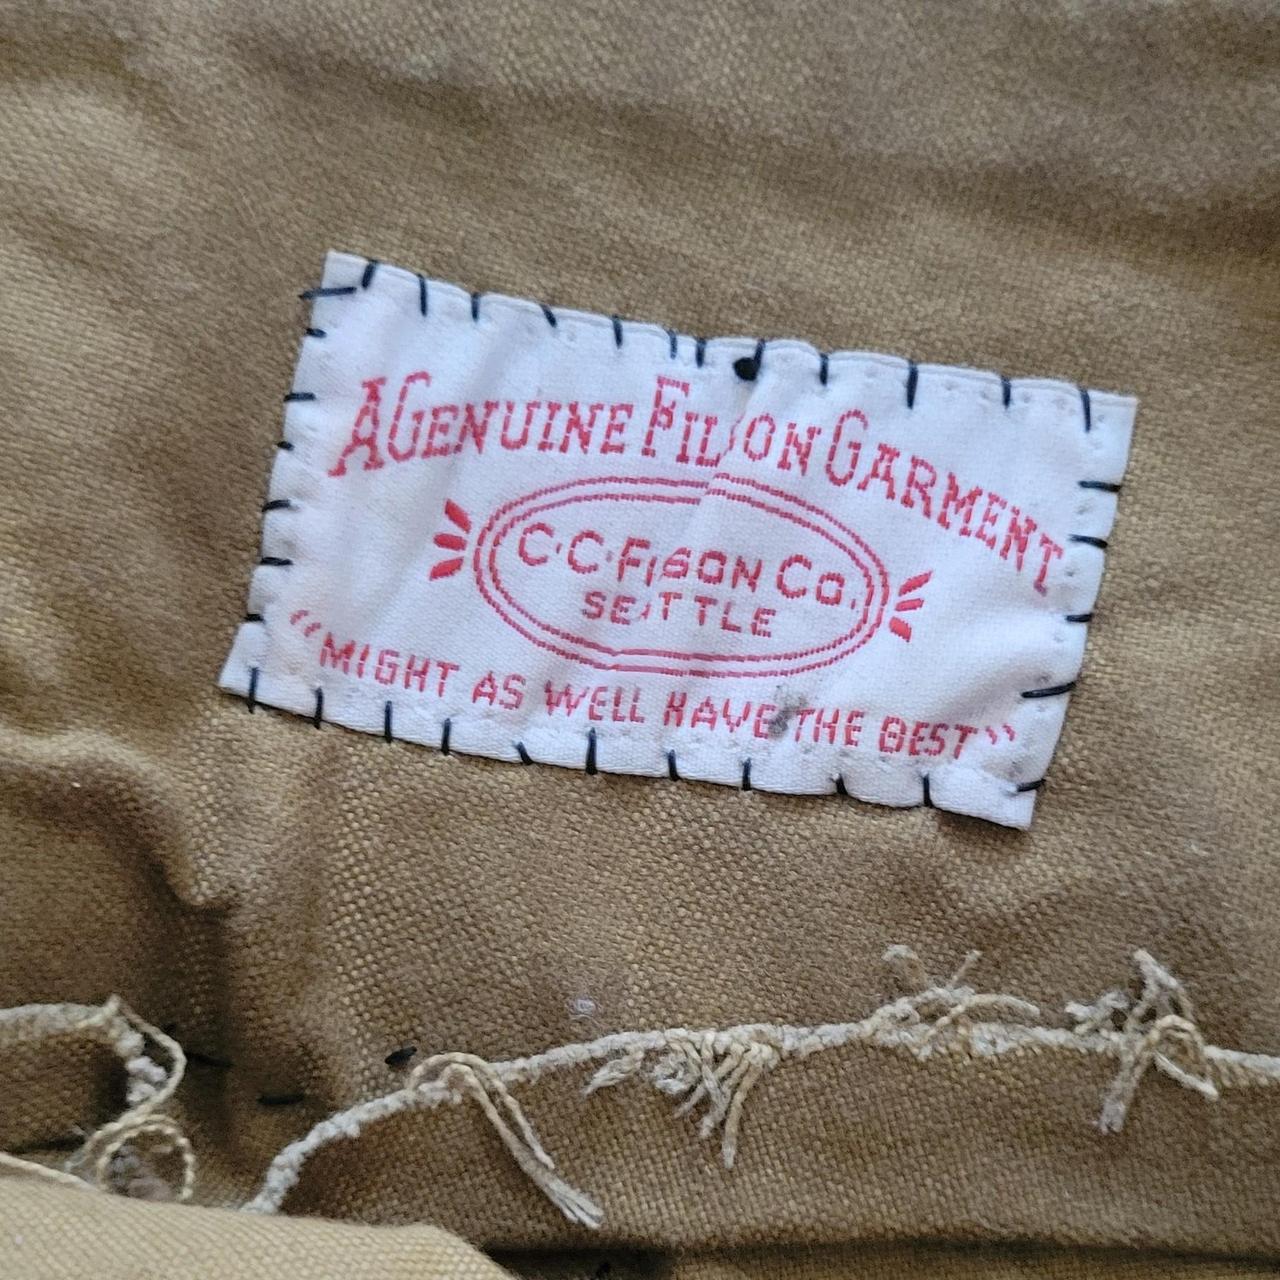 A GENUINE FILSON GARMENT
C.C. FILSON Co.
SEATTLE
“MIGHT AS WELL HAVE THE BEST”